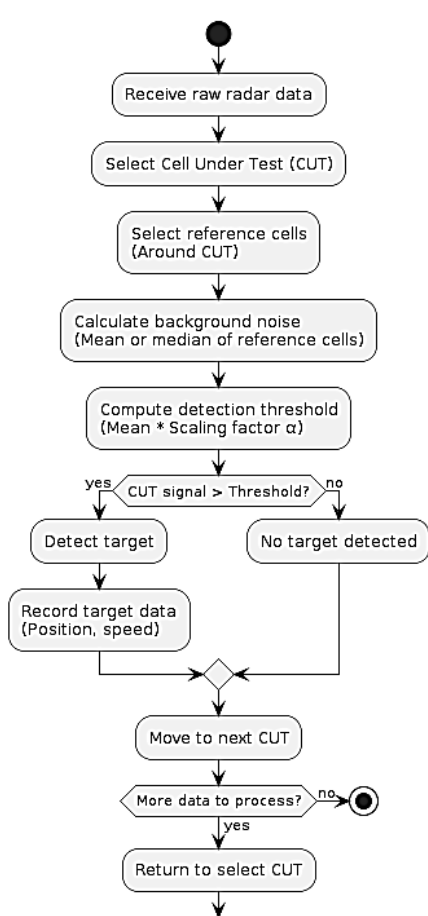 Receive raw radar data
Select Cell Under Test (CUT)
Select reference cells
(Around CUT)
Calculate background noise
(Mean or median of reference cells)
Compute detection threshold
(Mean * Scaling factor α)
yes
CUT signal > Threshold?
no
Detect target
No target detected
Record target data
(Position, speed)
Move to next CUT
More data to process?
no
yes
Return to select CUT